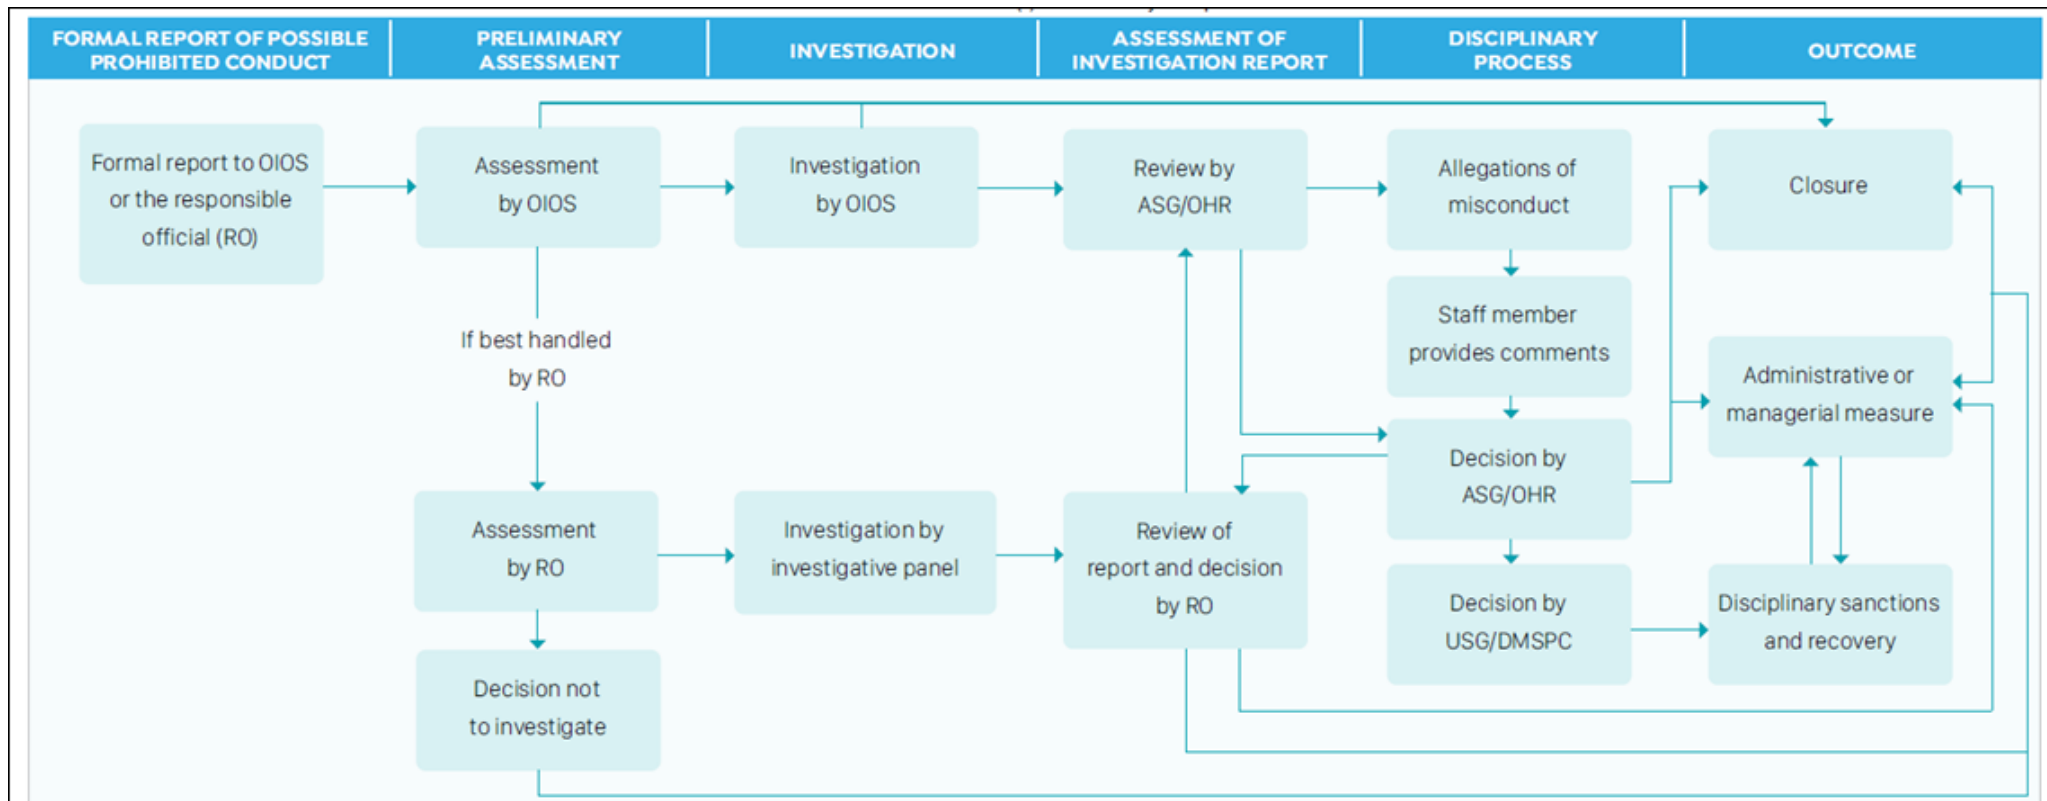 FORMAL REPORT OF POSSIBLE
PROHIBITED CONDUCT
PRELIMINARY
ASSESSMENT
INVESTIGATION
ASSESSMENT OF
INVESTIGATION REPORT
DISCIPLINARY
PROCESS
OUTCOME
Formal report to OIOS
or the responsible
official (RO)
Assessment
by OIOS
Investigation
by OIOS
Review by
ASG/OHR
Allegations of
misconduct
Closure
Staff member
provides comments
If best handled
by RO
Administrative or
managerial measure
Decision by
ASG/OHR
Assessment
by RO
Investigation by
investigative panel
Review of
report and decision
by RO
Decision by
USG/DMSPC
Disciplinary sanctions
and recovery
Decision not
to investigate